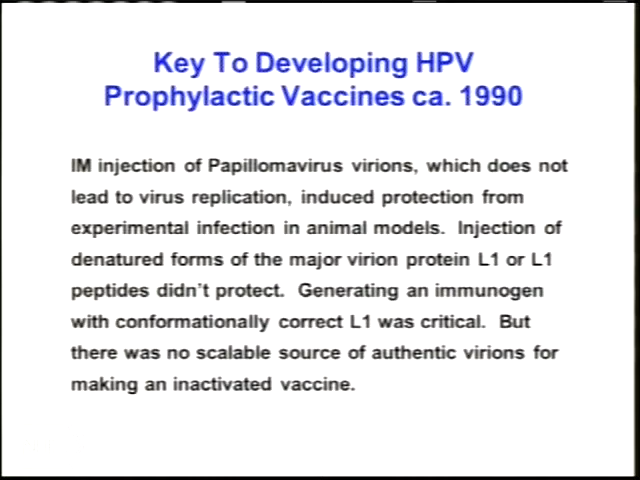 Key To Developing HPV
Prophylactic Vaccines ca. 1990
IM injection of Papillomavirus virions, which does not
lead to virus replication, induced protection from
experimental infection in animal models.  Injection of
denatured forms of the major virion protein L1 or L1
peptides didn't protect.  Generating an immunogen
with conformationally correct L1 was critical.  But
there was no scalable source of authentic virions for
making an inactivated vaccine.